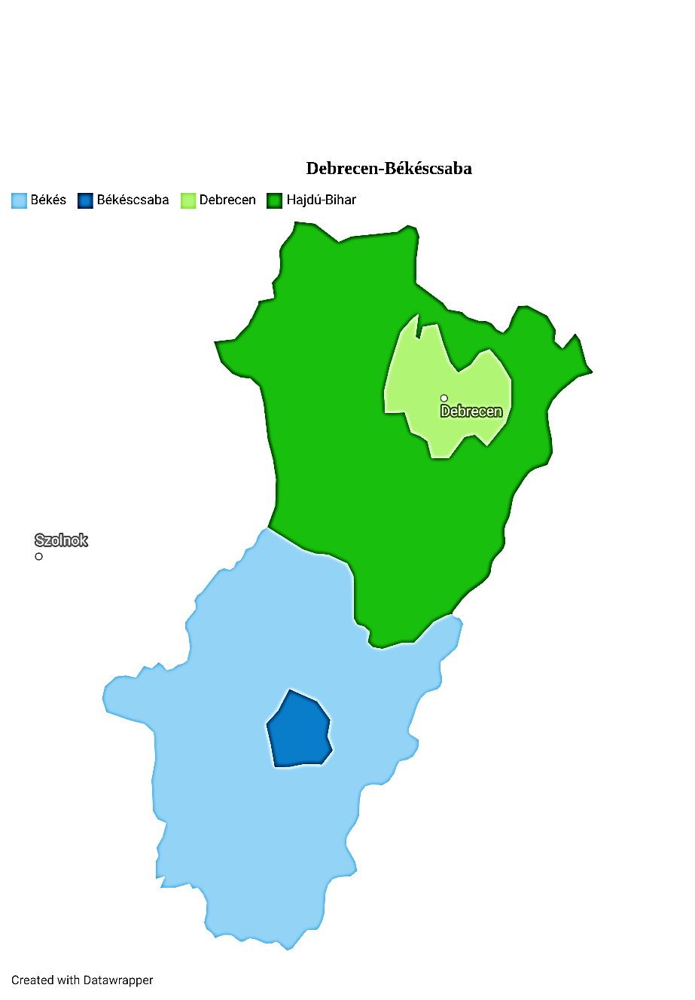 Debrecen-Békéscsaba
Békés Békéscsaba Debrecen Hajdú-Bihar
Debrecen
Szolnok
Created with Datawrapper